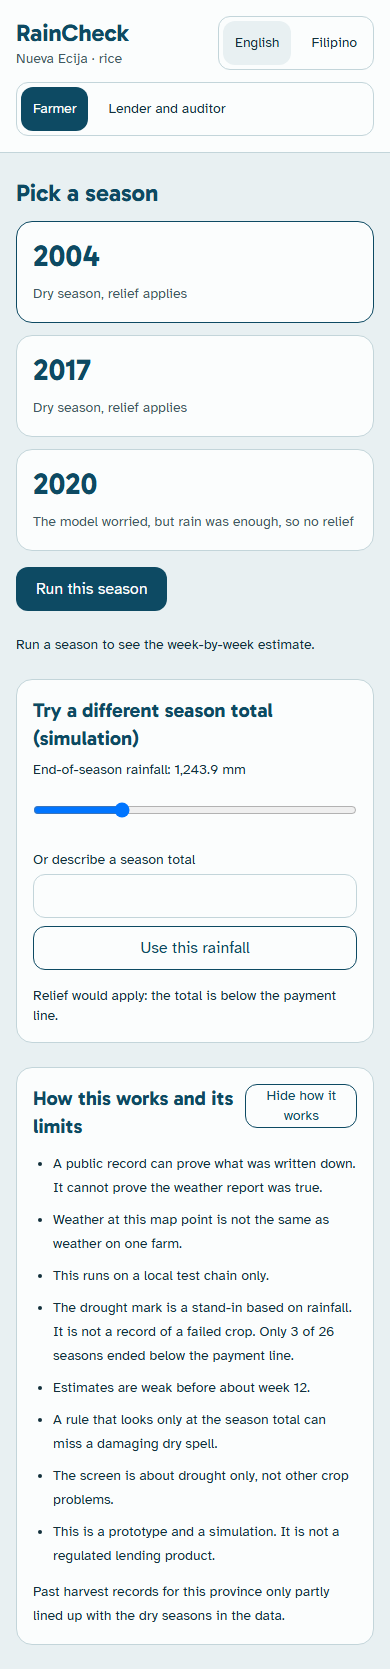 RainCheck
Nueva Ecija · rice
English
Filipino
Farmer
Lender and auditor
Pick a season
2004
Dry season, relief applies
2017
Dry season, relief applies
2020
The model worried, but rain was enough, so no relief
Run this season
Run a season to see the week-by-week estimate.
Try a different season total
(simulation)
End-of-season rainfall: 1,243.9 mm
Or describe a season total
Use this rainfall
Relief would apply: the total is below the payment
line.
How this works and its
limits
Hide how it
works
• A public record can prove what was written down.
It cannot prove the weather report was true.
• Weather at this map point is not the same as
weather on one farm.
• This runs on a local test chain only.
• The drought mark is a stand-in based on rainfall.
It is not a record of a failed crop. Only 3 of 26
seasons ended below the payment line.
• Estimates are weak before about week 12.
• A rule that looks only at the season total can
miss a damaging dry spell.
• The screen is about drought only, not other crop
problems.
• This is a prototype and a simulation. It is not a
regulated lending product.
Past harvest records for this province only partly
lined up with the dry seasons in the data.